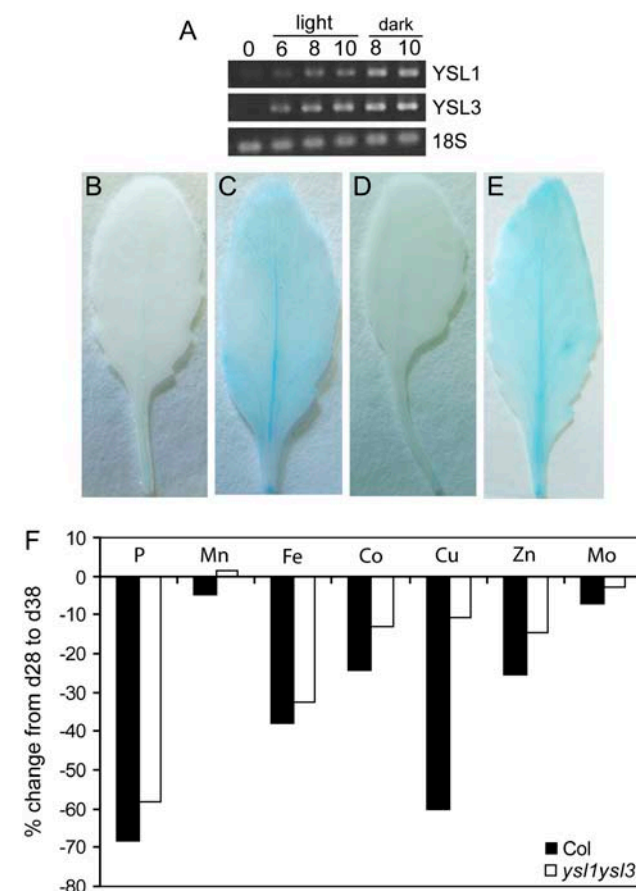 A
light dark
0 6 8 10 8 10
YSL1
YSL3
18S
B C D E
F
P Mn Fe Co Cu Zn Mo
10
0
-10
-20
-30
-40
-50
-60
-70
-80
% change from d28 to d38
Col
ysl1ysl3